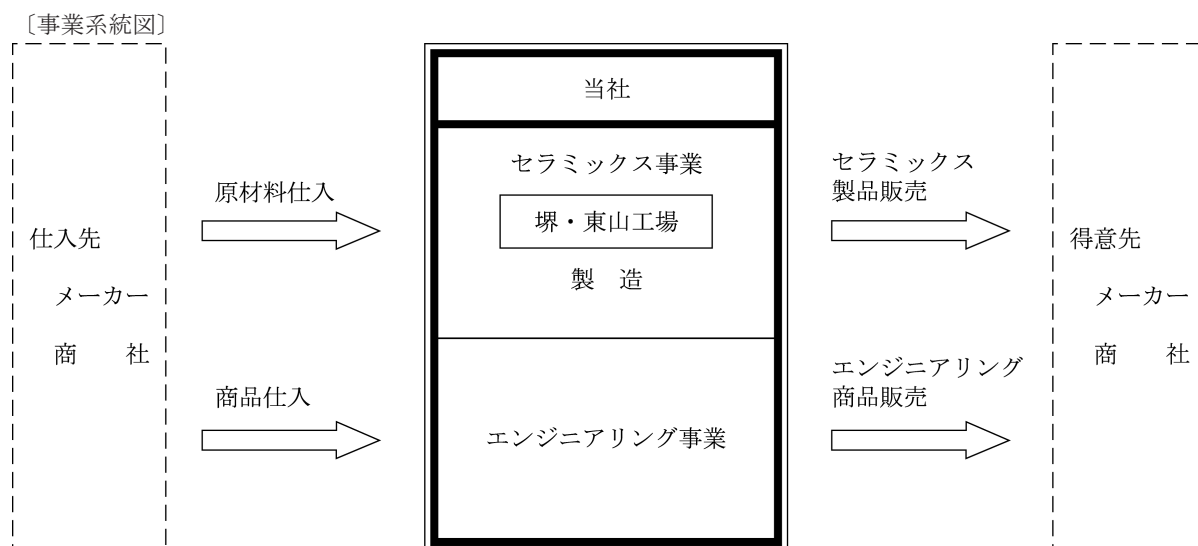 〔事業系統図〕
仕入先
メーカー
商　　社
原材料仕入
商品仕入
当社
セラミックス事業
堺・東山工場
製　造
エンジニアリング事業
セラミックス
製品販売
エンジニアリング
商品販売
得意先
メーカー
商　　社